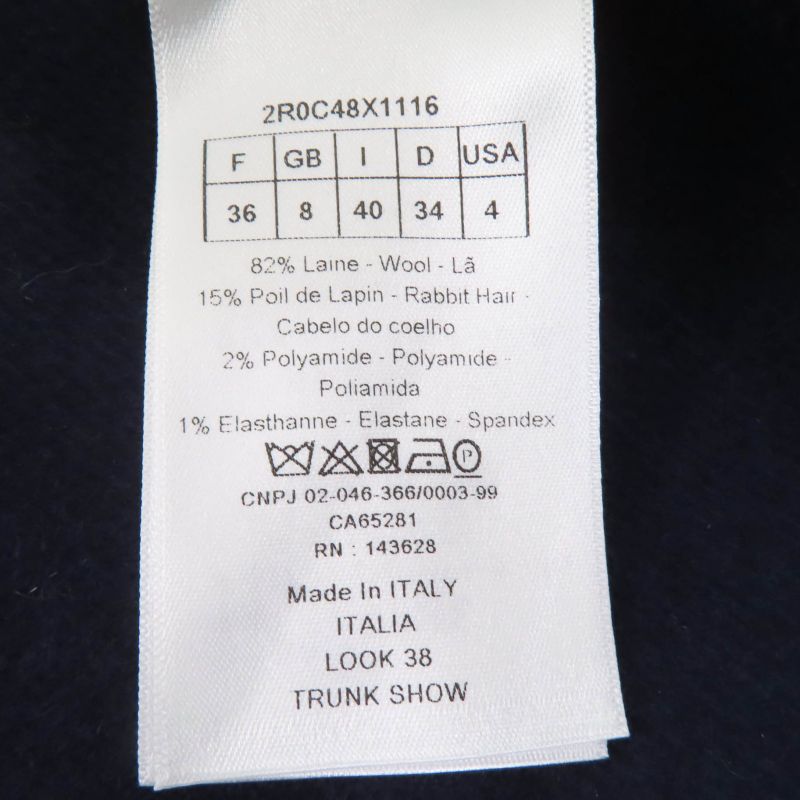 2R0C48X1116
F GB I D USA
36 8 40 34 4
82% Laine - Wool - Lã
15% Poil de Lapin - Rabbit Hair -
Cabelo do coelho
2% Polyamide - Polyamide -
Poliamida
1% Elasthanne - Elastane - Spandex
P
CNPJ 02-046-366/0003-99
CA65281
RN : 143628
Made In ITALY
ITALIA
LOOK 38
TRUNK SHOW